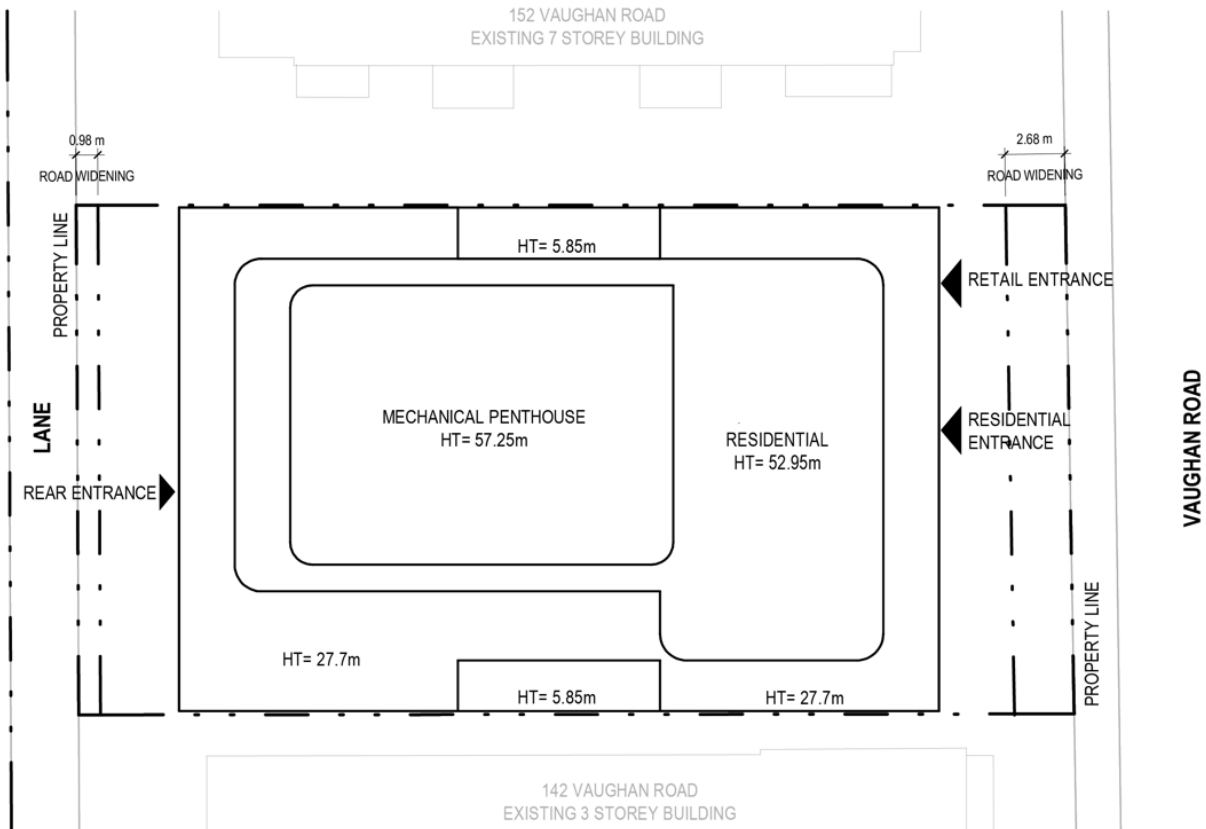 152 VAUGHAN ROAD
EXISTING 7 STOREY BUILDING
0.98 m
ROAD WIDENING
2.68 m
ROAD WIDENING
PROPERTY LINE
HT= 5.85m
RETAIL ENTRANCE
LANE
MECHANICAL PENTHOUSE
HT= 57.25m
RESIDENTIAL
HT= 52.95m
RESIDENTIAL
ENTRANCE
VAUGHAN ROAD
REAR ENTRANCE
PROPERTY LINE
HT= 27.7m
HT= 5.85m
HT= 27.7m
142 VAUGHAN ROAD
EXISTING 3 STOREY BUILDING